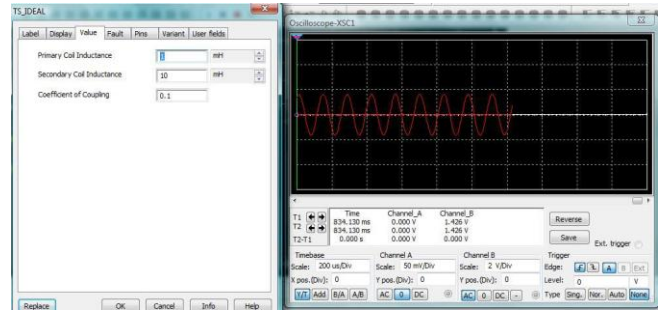 TS_IDEAL
Label Display Value Fault Pins Variant User fields
Primary Coil Inductance 1 mH
Secondary Coil Inductance 10 mH
Coefficient of Coupling 0.1
Replace OK Cancel Info Help
Oscilloscope-XSC1
Time Channel_A Channel_B
T1 834.130 ms 0.000 V 1.426 V
T2 834.130 ms 0.000 V 1.426 V
T2-T1 0.000 s 0.000 V 0.000 V
Reverse
Save
Ext. trigger
Timebase Channel A Channel B Trigger
Scale: 200 us/Div Scale: 50 mV/Div Scale: 2 V/Div Edge: A B Ext
X pos.(Div): 0 Y pos.(Div): 0 Y pos.(Div): 0 Level: 0 V
Y/T Add B/A A/B AC 0 DC AC 0 DC - Type Sing. Nor. Auto None